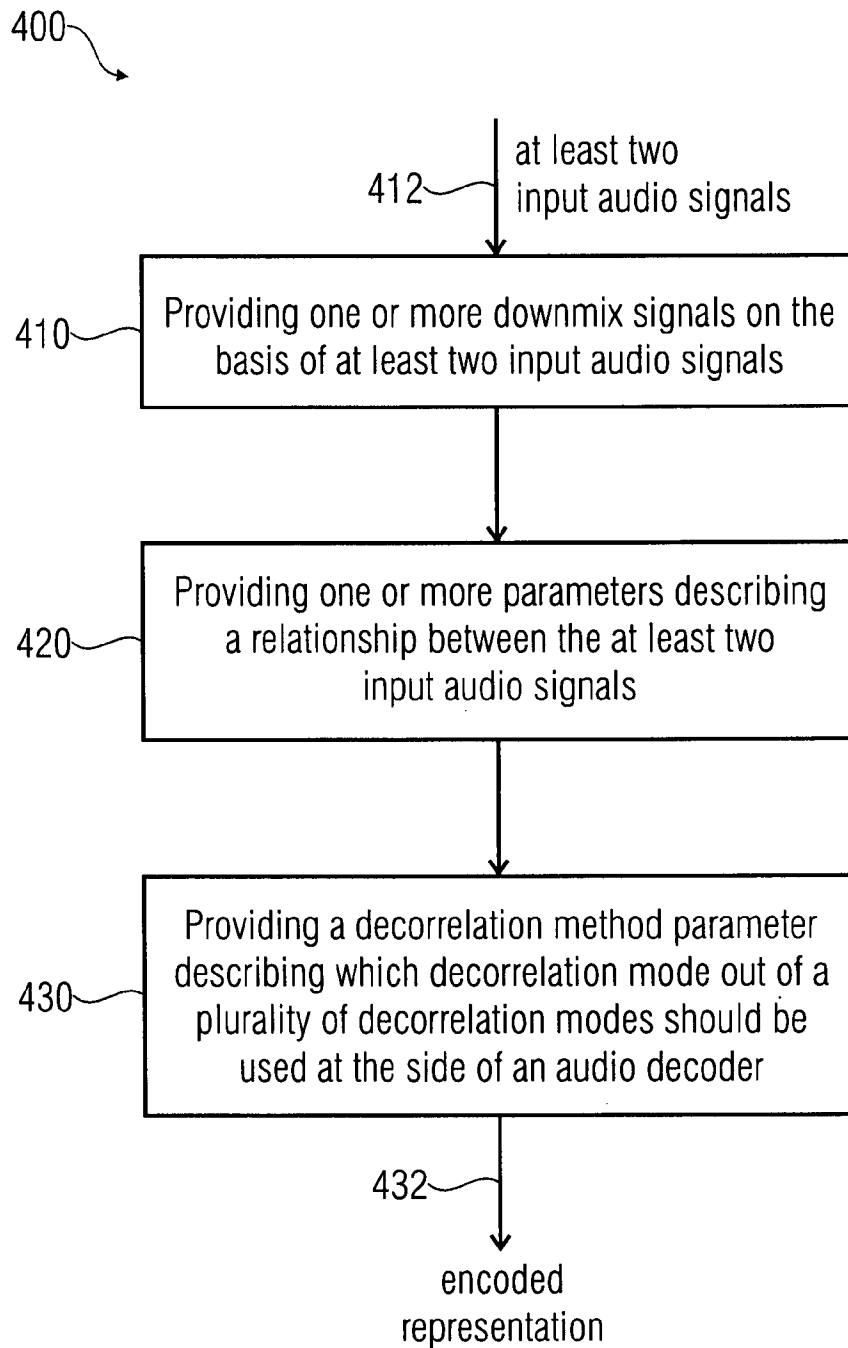 400
at least two
412
input audio signals
410
Providing one or more downmix signals on the
basis of at least two input audio signals
Providing one or more parameters describing
420
a relationship between the at least two
input audio signals
Providing a decorrelation method parameter
describing which decorrelation mode out of a
430
plurality of decorrelation modes should be
used at the side of an audio decoder
432
encoded
representation